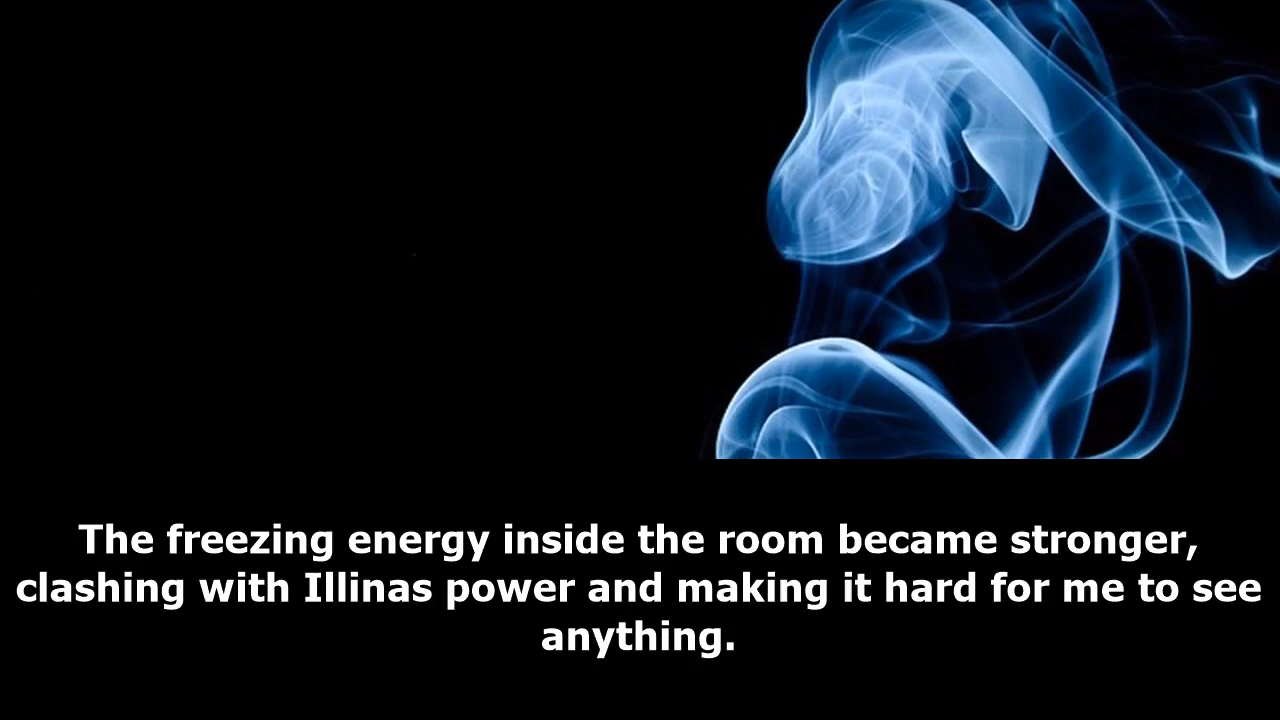 The freezing energy inside the room became stronger,
clashing with Illinas power and making it hard for me to see
anything.